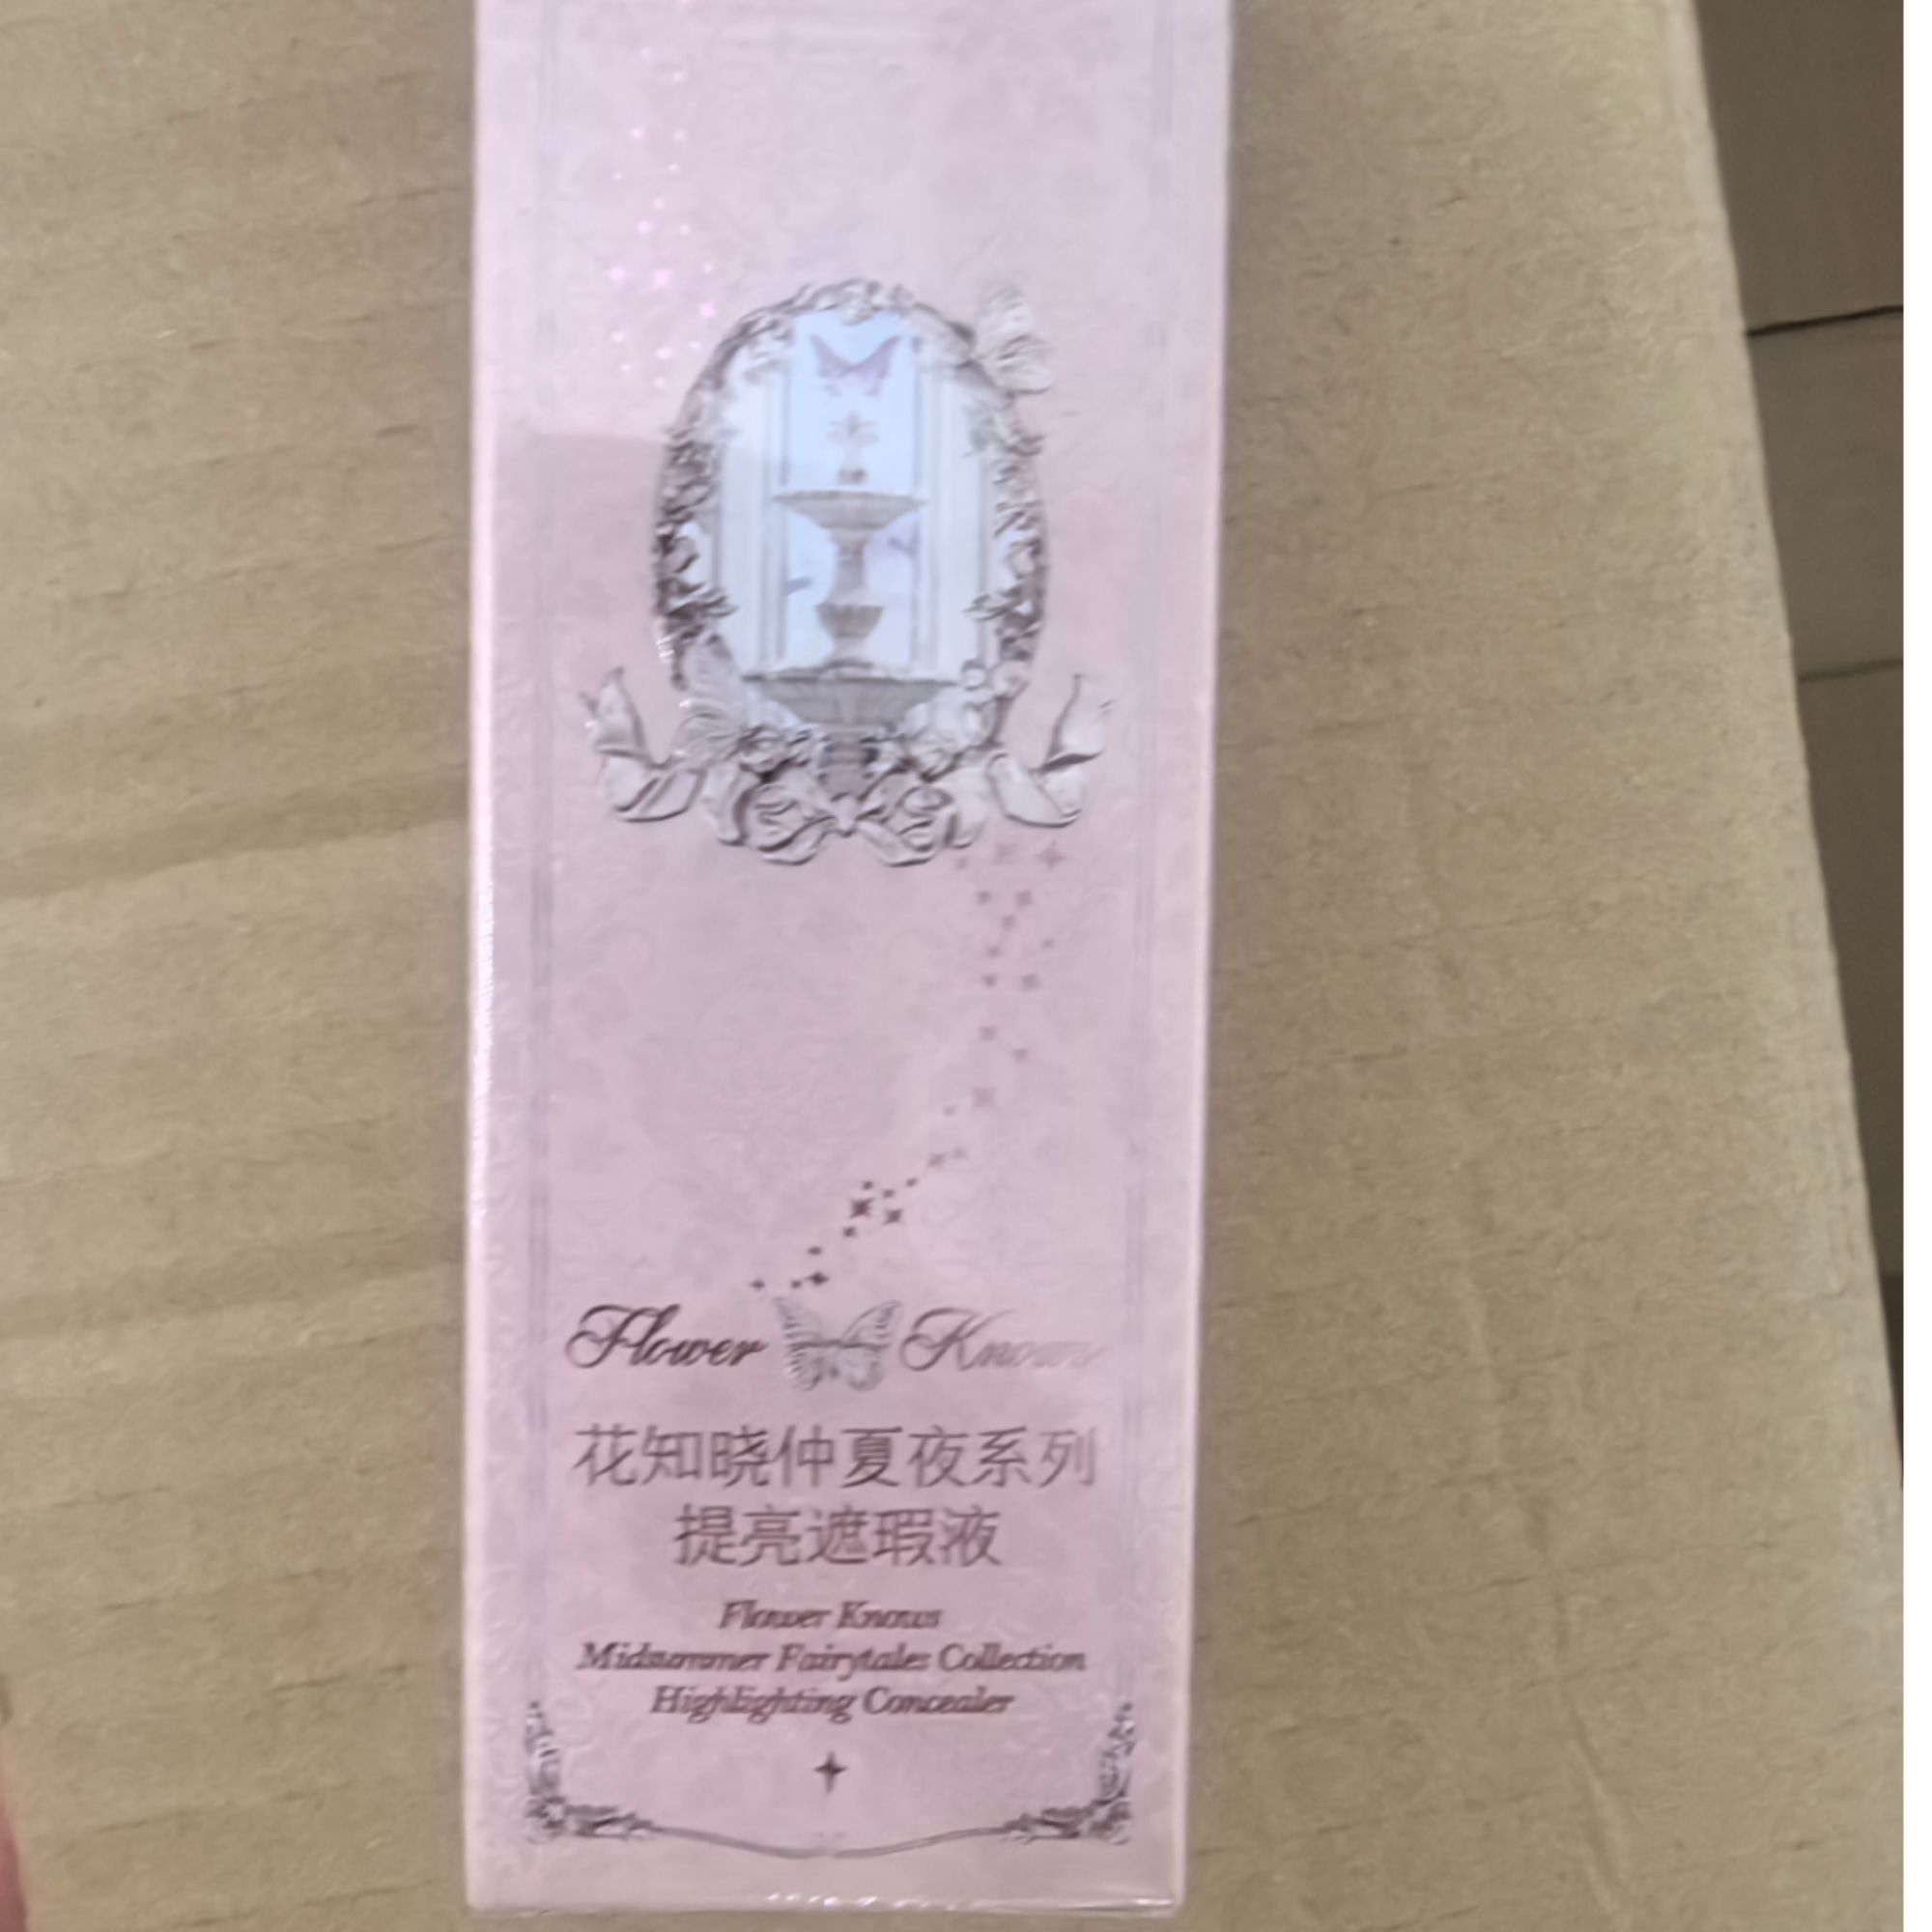 Flower Knows
花知晓仲夏夜系列
提亮遮瑕液
Flower Knows
Midsummer Fairytales Collection
Highlighting Concealer